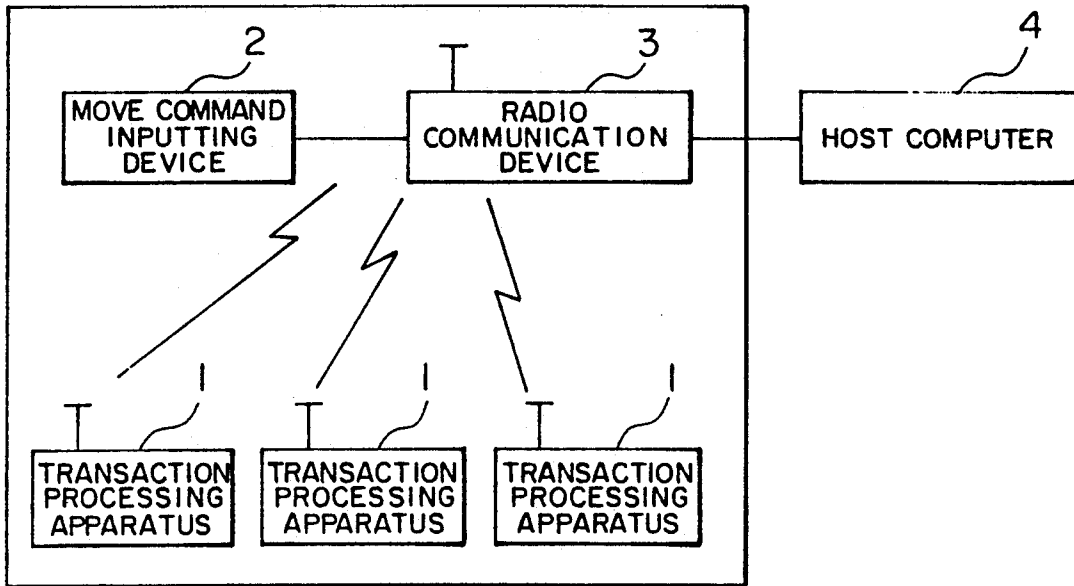 2
3
4
MOVE COMMAND
INPUTTING
DEVICE
RADIO
COMMUNICATION
DEVICE
HOST COMPUTER
1
1
1
TRANSACTION
PROCESSING
APPARATUS
TRANSACTION
PROCESSING
APPARATUS
TRANSACTION
PROCESSING
APPARATUS